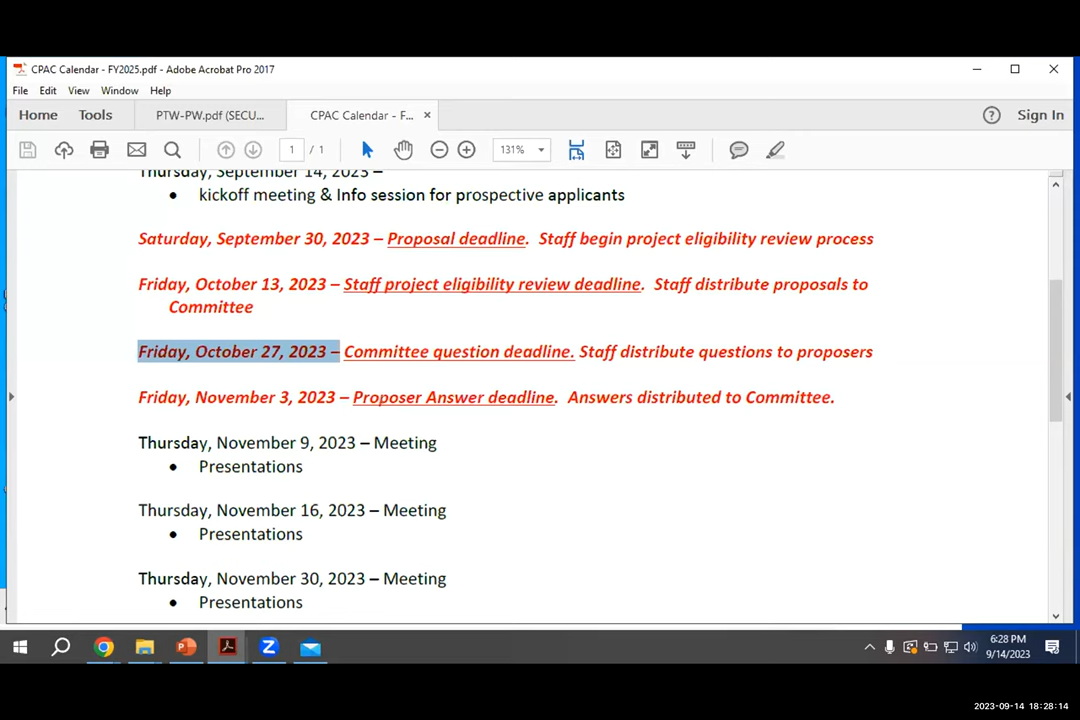 CPAC Calendar - FY2025.pdf - Adobe Acrobat Pro 2017
File Edit View Window Help
Home Tools PTW-PW.pdf (SECU... CPAC Calendar - F... × ? Sign In
1 / 1 131%
Thursday, September 14, 2023 –
• kickoff meeting & Info session for prospective applicants
Saturday, September 30, 2023 – Proposal deadline. Staff begin project eligibility review process
Friday, October 13, 2023 – Staff project eligibility review deadline. Staff distribute proposals to
Committee
Friday, October 27, 2023 – Committee question deadline. Staff distribute questions to proposers
Friday, November 3, 2023 – Proposer Answer deadline. Answers distributed to Committee.
Thursday, November 9, 2023 – Meeting
• Presentations
Thursday, November 16, 2023 – Meeting
• Presentations
Thursday, November 30, 2023 – Meeting
• Presentations
6:28 PM
9/14/2023
2023-09-14 18:28:14